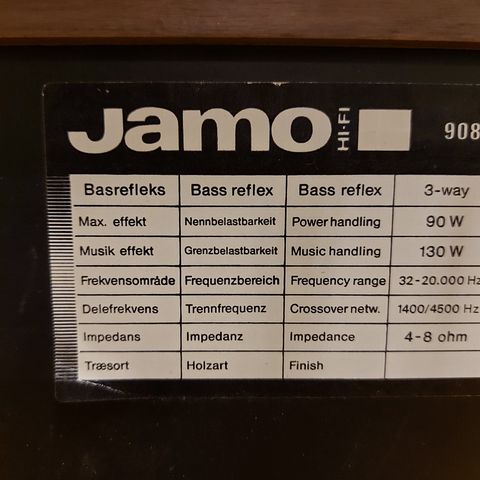 Jamo HI-FI 908
Basrefleks Bass reflex Bass reflex 3-way
Max. effekt Nennbelastbarkeit Power handling 90 W
Musik effekt Grenzbelastbarkeit Music handling 130 W
Frekvensområde Frequenzbereich Frequency range 32-20.000 Hz
Delefrekvens Trennfrequenz Crossover netw. 1400/4500 Hz
Impedans Impedanz Impedance 4-8 ohm
Træsort Holzart Finish